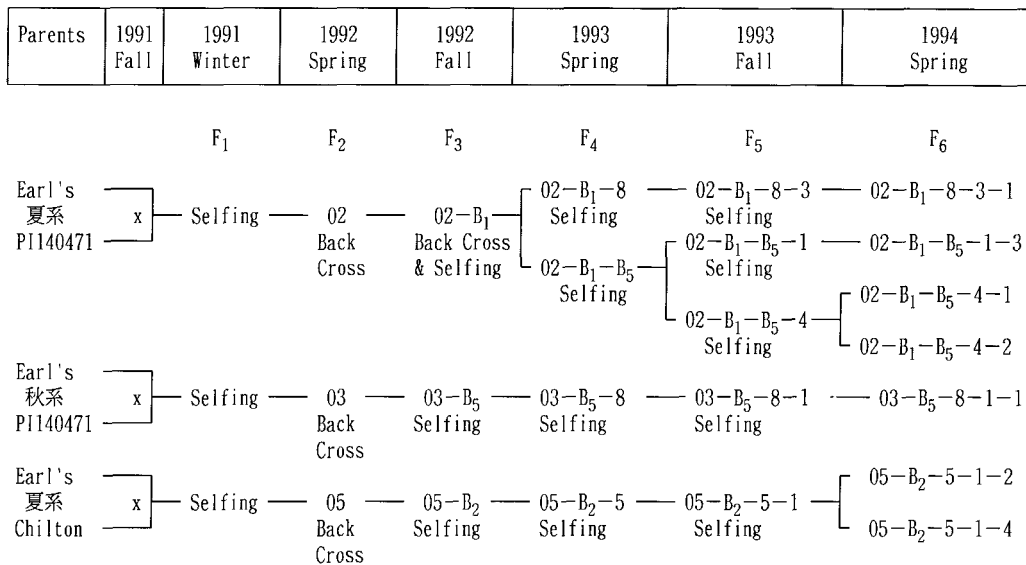 Parents 1991 1991 1992 1992 1993 1993 1994
Fall Winter Spring Fall Spring Fall Spring
F₁ F₂ F₃ F₄ F₅ F₆
Earl's 02-B₁-8 02-B₁-8-3 02-B₁-8-3-1
夏系 x Selfing 02 02-B₁ Selfing Selfing
PI140471 Back Back Cross 02-B₁-B₅-1 02-B₁-B₅-1-3
Cross & Selfing 02-B₁-B₅ Selfing
Selfing 02-B₁-B₅-4-1
02-B₁-B₅-4
Selfing 02-B₁-B₅-4-2
Earl's
秋系 x Selfing 03 03-B₅ 03-B₅-8 03-B₅-8-1 03-B₅-8-1-1
PI140471 Back Selfing Selfing Selfing
Cross
Earl's 05-B₂-5-1-2
夏系 x Selfing 05 05-B₂ 05-B₂-5 05-B₂-5-1
Chilton Back Selfing Selfing Selfing 05-B₂-5-1-4
Cross